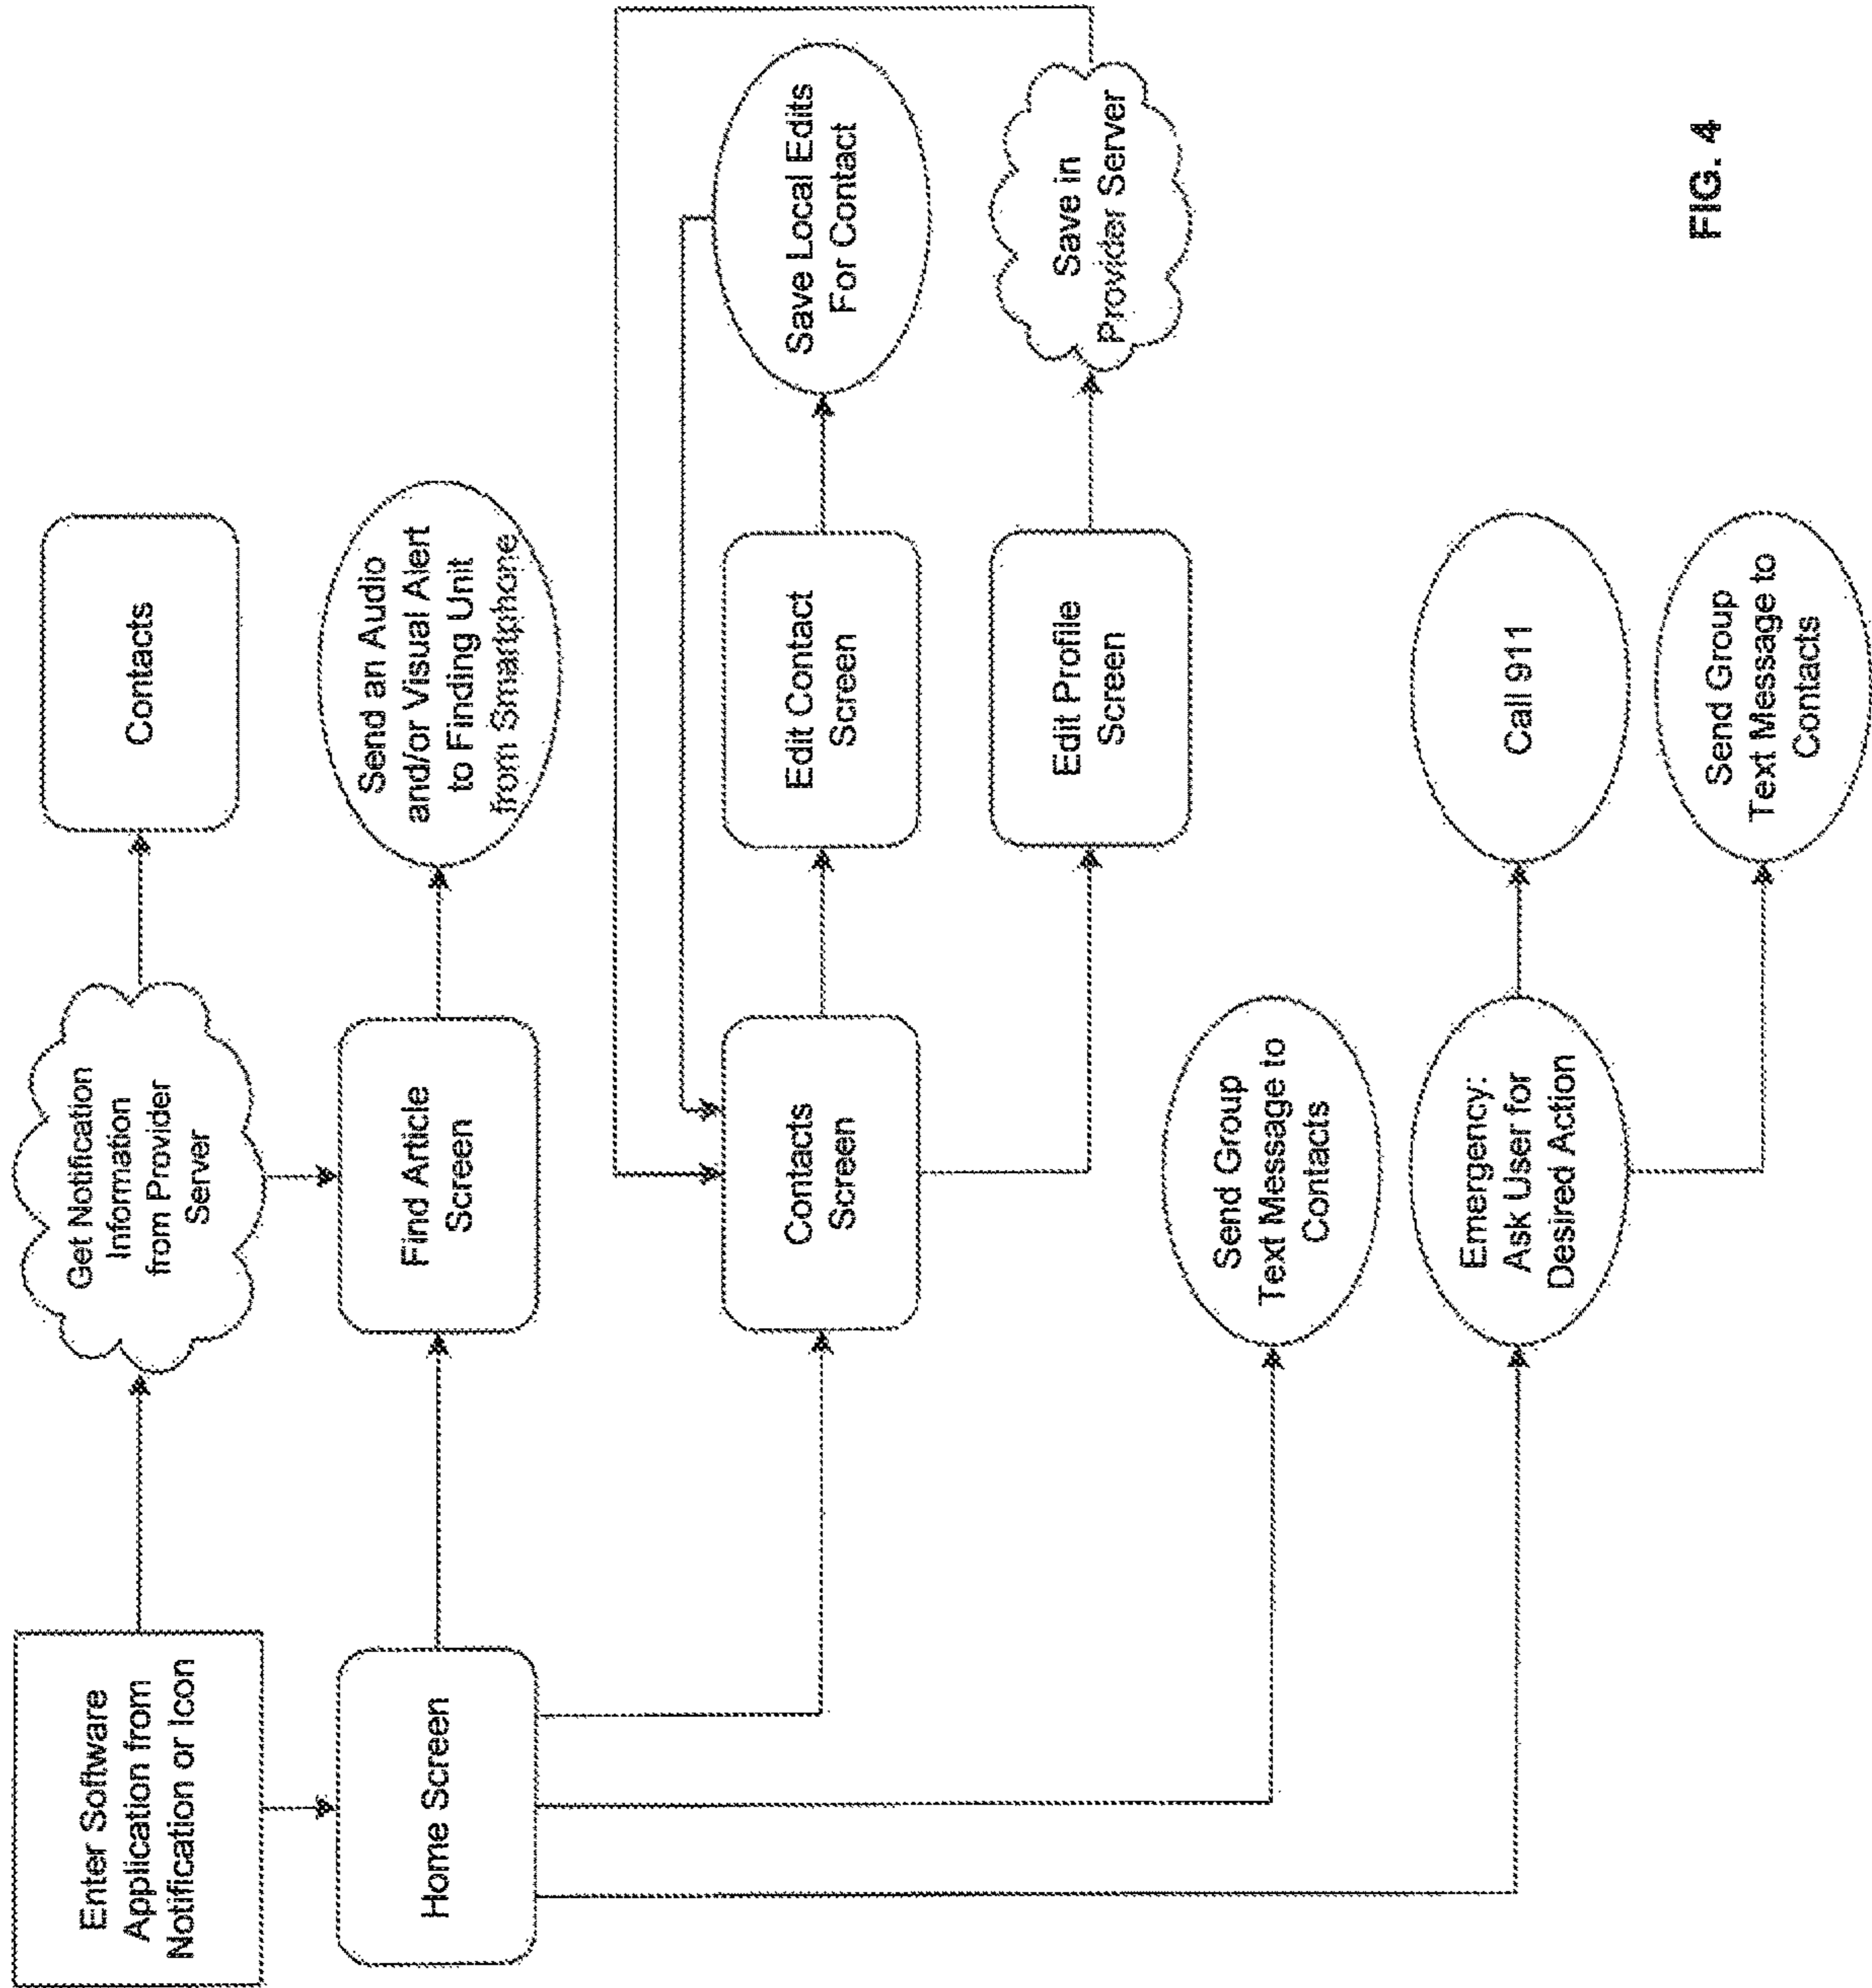 Enter Software
Application from
Notification or Icon
Get Notification
Information
from Provider
Server
Contacts
Home Screen
Find Article
Screen
Send an Audio
and/or Visual Alert
to Finding Unit
from Smartphone
Contacts
Screen
Edit Contact
Screen
Save Local Edits
For Contact
Edit Profile
Screen
Save in
Provider Server
Send Group
Text Message to
Contacts
Emergency:
Ask User for
Desired Action
Call 911
Send Group
Text Message to
Contacts
FIG. 4